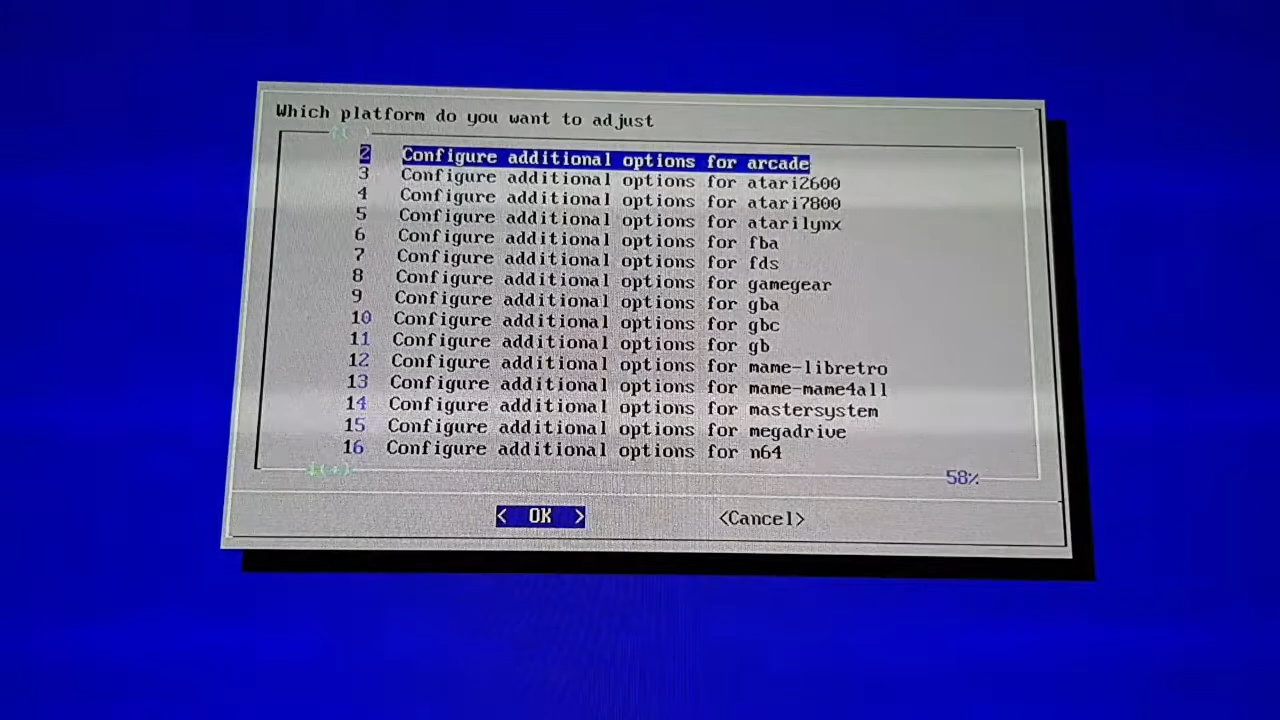 Which platform do you want to adjust
2 Configure additional options for arcade
3 Configure additional options for atari2600
4 Configure additional options for atari7800
5 Configure additional options for atarilynx
6 Configure additional options for fba
7 Configure additional options for fds
8 Configure additional options for gamegear
9 Configure additional options for gba
10 Configure additional options for gbc
11 Configure additional options for gb
12 Configure additional options for mame-libretro
13 Configure additional options for mame-mame4all
14 Configure additional options for mastersystem
15 Configure additional options for megadrive
16 Configure additional options for n64
58%
< OK > <Cancel>